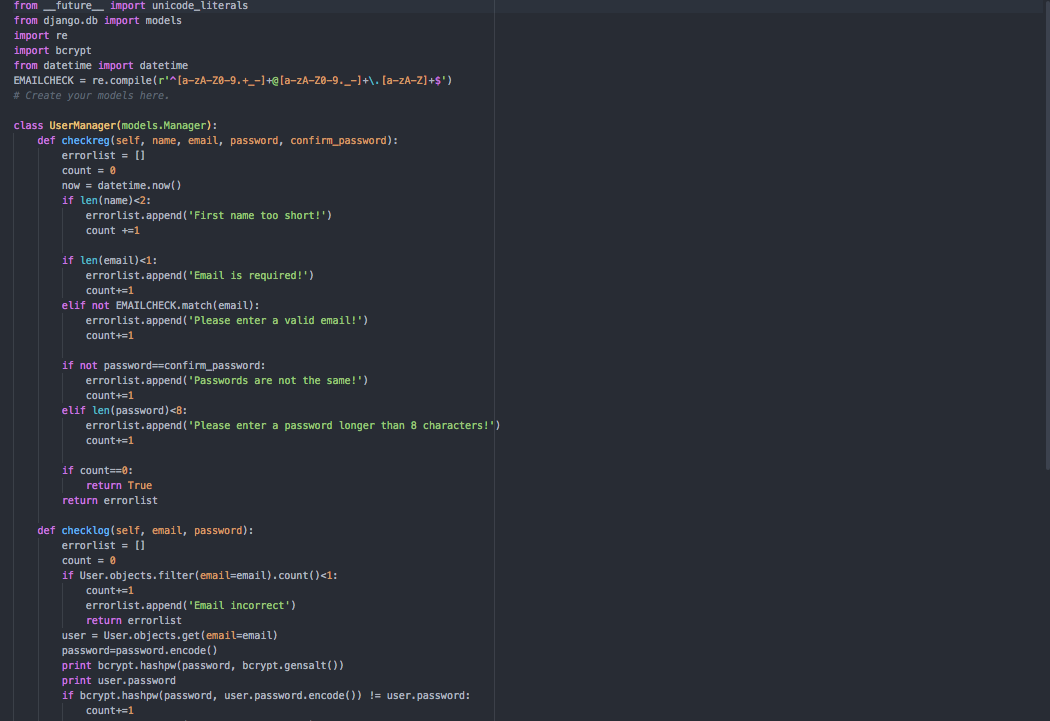 from __future__ import unicode_literals
from django.db import models
import re
import bcrypt
from datetime import datetime
EMAILCHECK = re.compile(r'^[a-zA-Z0-9.+_-]+@[a-zA-Z0-9._-]+\.[a-zA-Z]+$')
# Create your models here.

class UserManager(models.Manager):
    def checkreg(self, name, email, password, confirm_password):
        errorlist = []
        count = 0
        now = datetime.now()
        if len(name)<2:
            errorlist.append('First name too short!')
            count +=1

        if len(email)<1:
            errorlist.append('Email is required!')
            count+=1
        elif not EMAILCHECK.match(email):
            errorlist.append('Please enter a valid email!')
            count+=1

        if not password==confirm_password:
            errorlist.append('Passwords are not the same!')
            count+=1
        elif len(password)<8:
            errorlist.append('Please enter a password longer than 8 characters!')
            count+=1

        if count==0:
            return True
        return errorlist

    def checklog(self, email, password):
        errorlist = []
        count = 0
        if User.objects.filter(email=email).count()<1:
            count+=1
            errorlist.append('Email incorrect')
            return errorlist
        user = User.objects.get(email=email)
        password=password.encode()
        print bcrypt.hashpw(password, bcrypt.gensalt())
        print user.password
        if bcrypt.hashpw(password, user.password.encode()) != user.password:
            count+=1